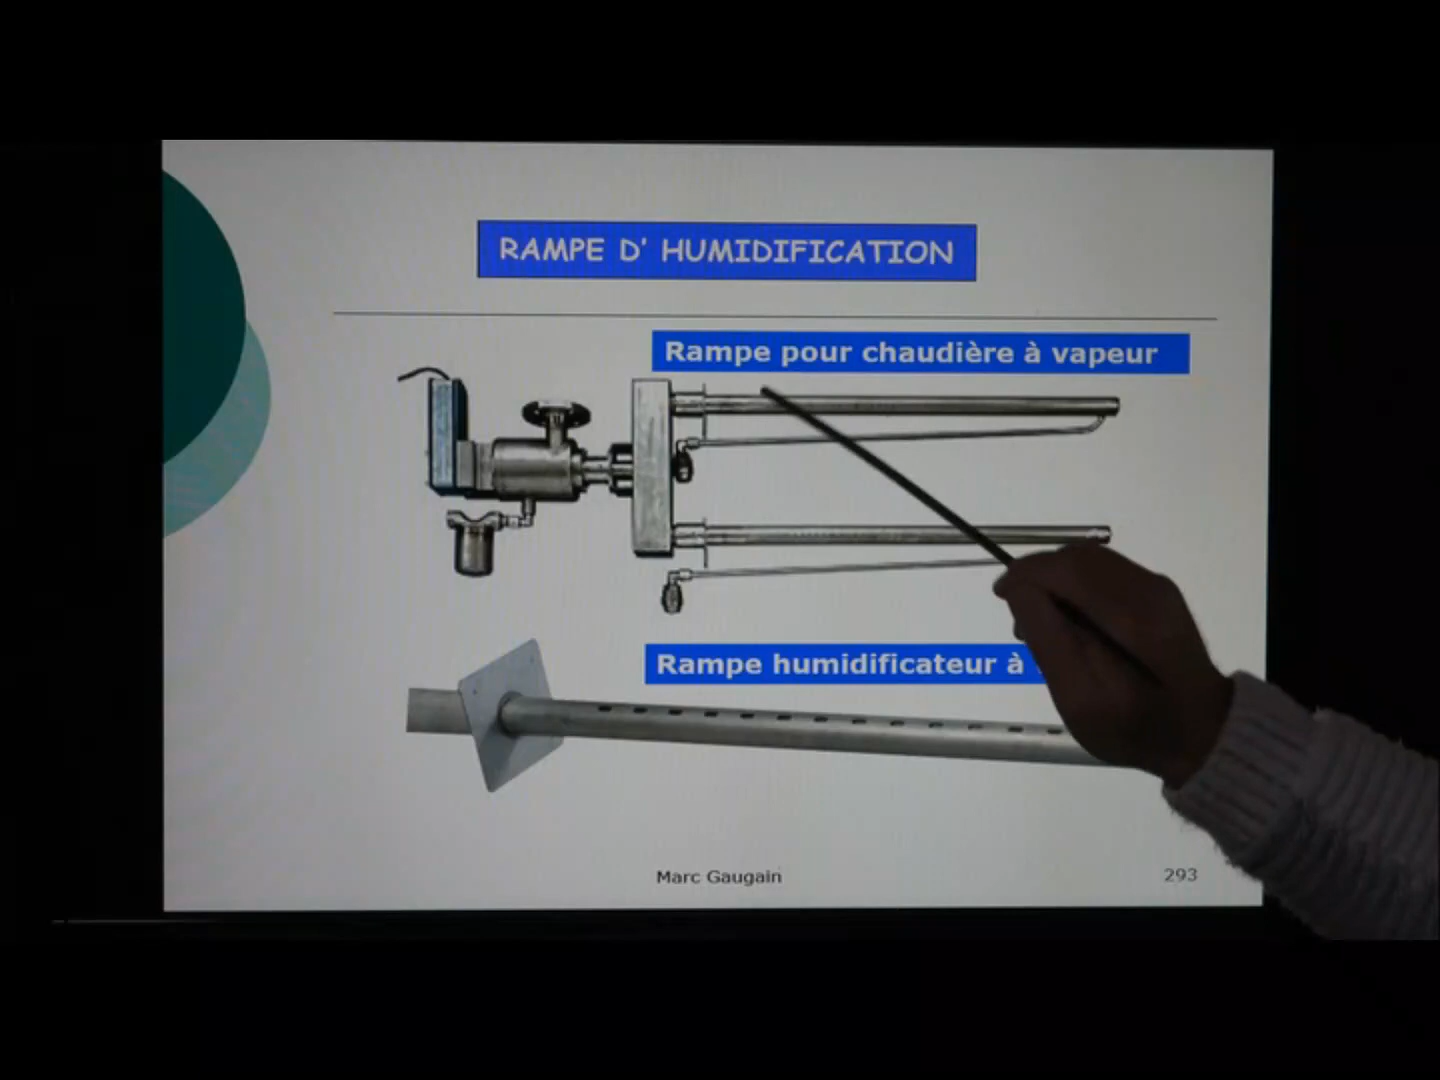 RAMPE D' HUMIDIFICATION
Rampe pour chaudière à vapeur
Rampe humidificateur à
Marc Gaugain
293